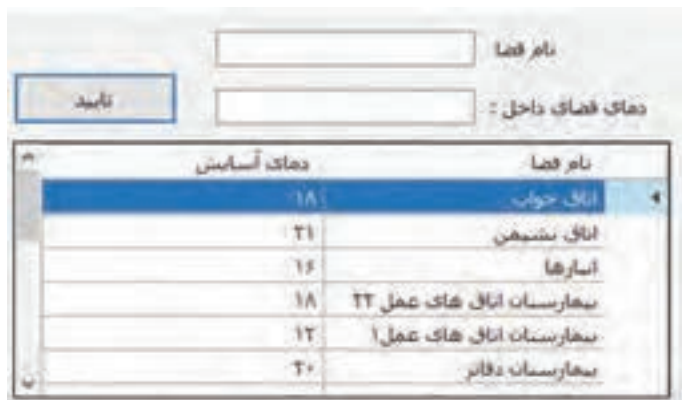 نام فضا
دمای فضای داخل :
تایید
نام فضا دمای آسایش
اتاق خواب ۱۸
اتاق نشیمن ۲۱
انبارها ۱۶
بیمارستان اتاق های عمل ۲۲ ۱۸
بیمارستان اتاق های عمل۱ ۱۲
بیمارستان دفاتر ۲۰